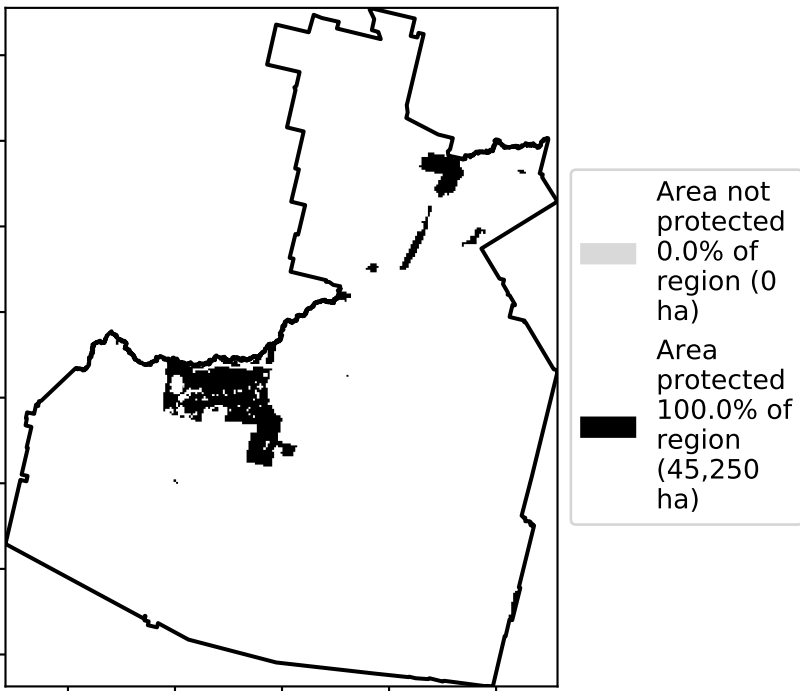 Area not
protected
0.0% of
region (0
ha)
Area
protected
100.0% of
region
(45,250
ha)